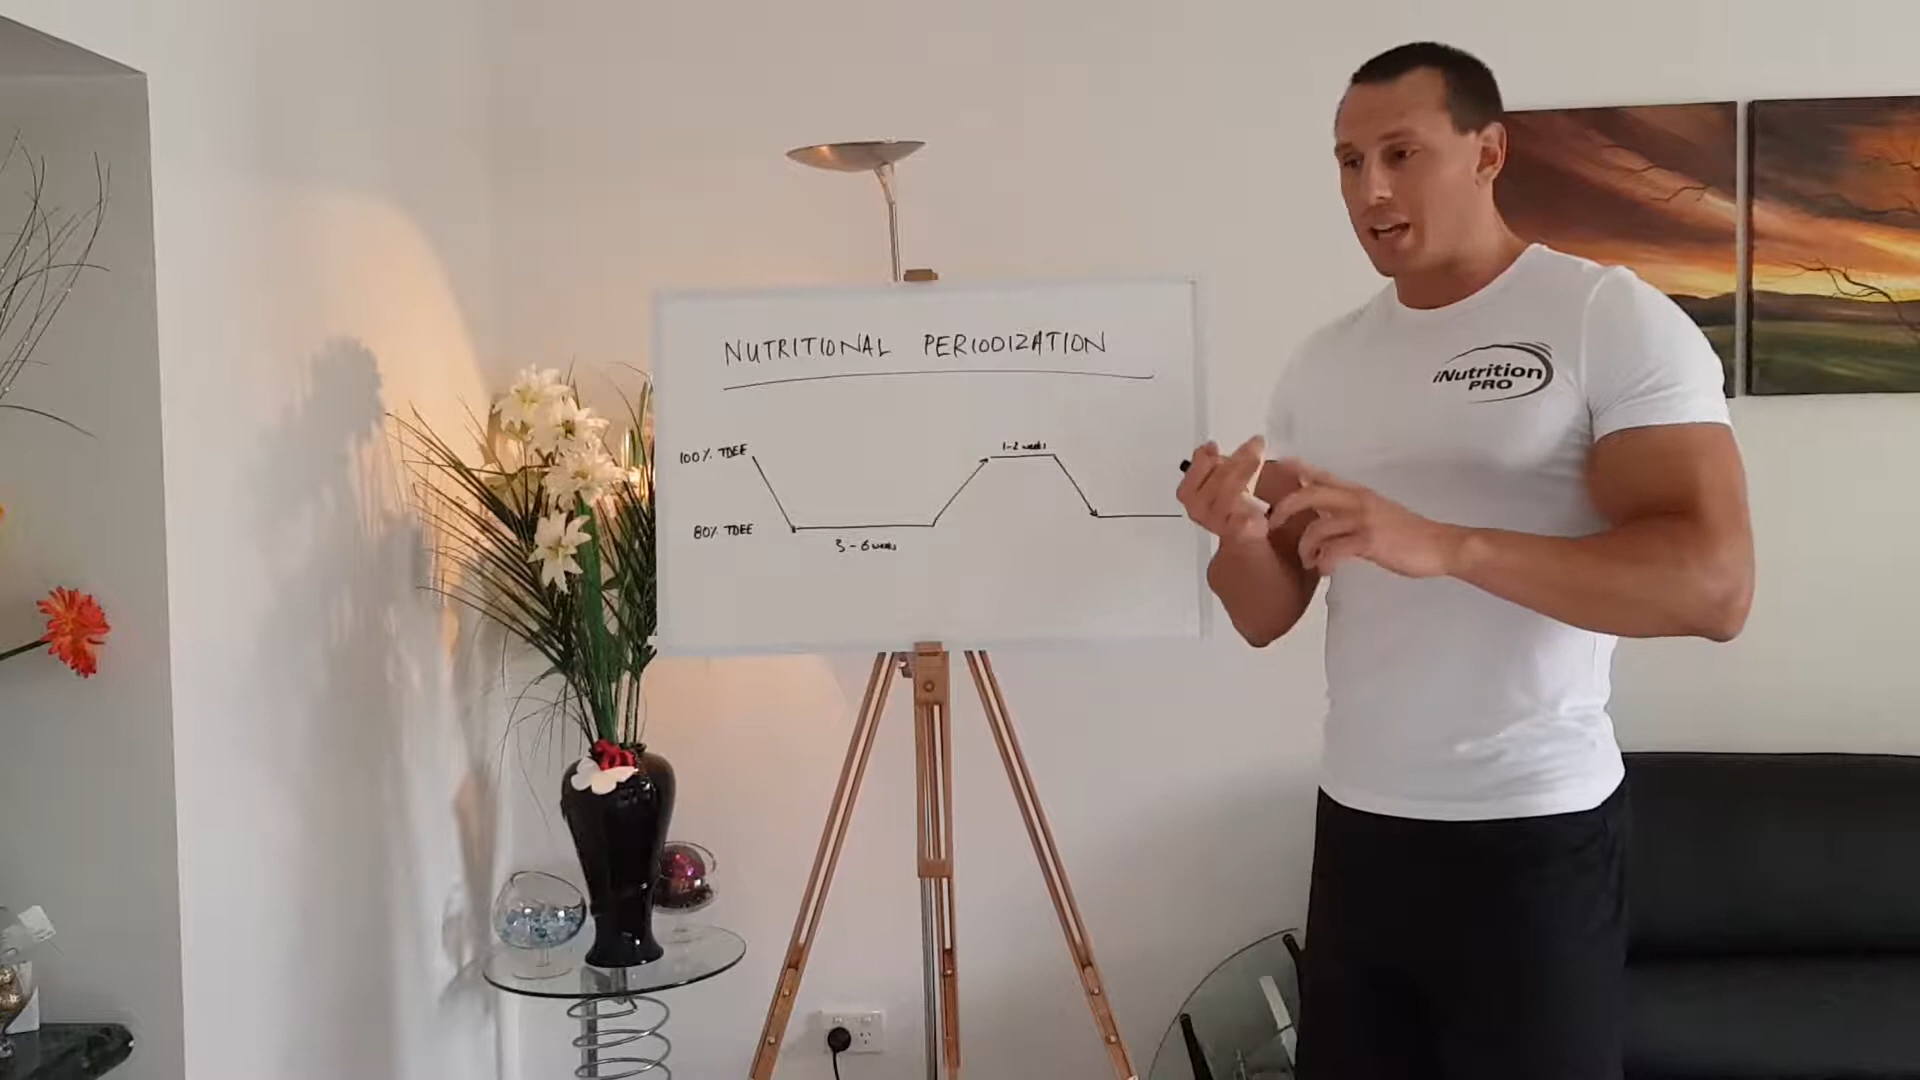 NUTRITIONAL PERIODIZATION
100% TDEE
1-2 weeks
80% TDEE
3-6 weeks
iNutrition
PRO